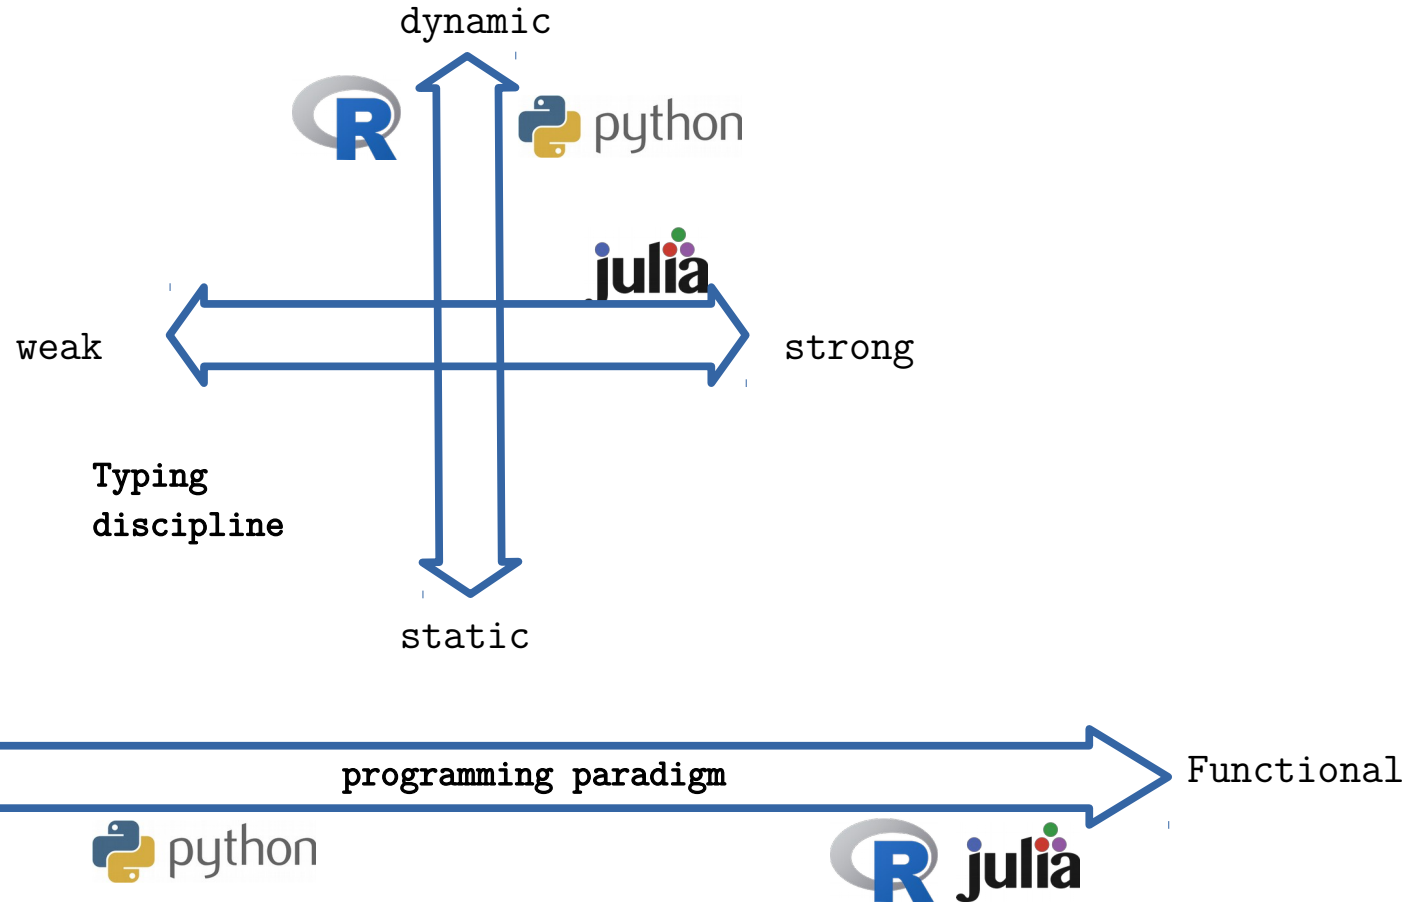 dynamic
R python
julia
weak
strong
Typing
discipline
static
programming paradigm
Functional
python
R julia